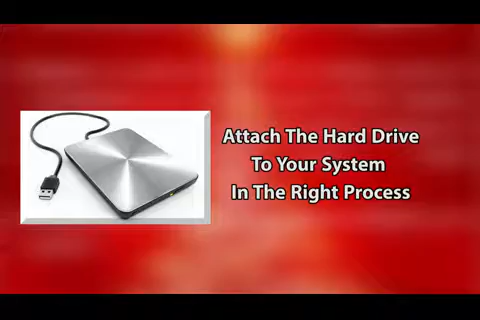 Attach The Hard Drive
To Your System
In The Right Process